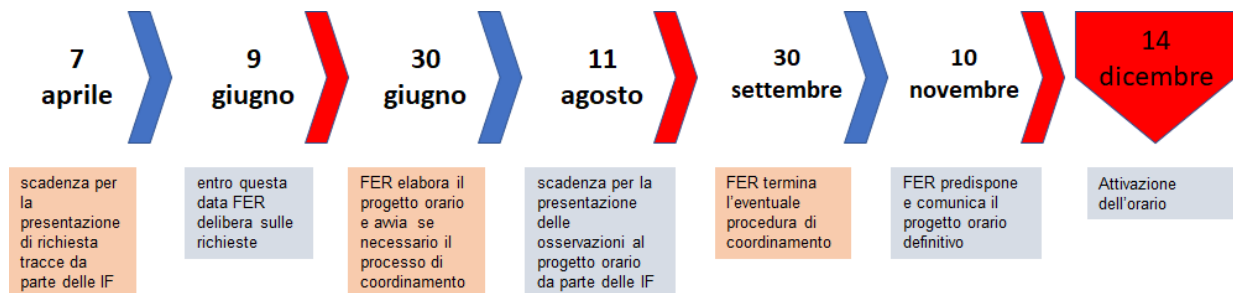 7
aprile
9
giugno
30
giugno
11
agosto
30
settembre
10
novembre
14
dicembre
scadenza per
la
presentazione
di richiesta
tracce da
parte delle IF
entro questa
data FER
delibera sulle
richieste
FER elabora il
progetto orario
e avvia se
necessario il
processo di
coordinamento
scadenza per la
presentazione
delle
osservazioni al
progetto orario
da parte delle IF
FER termina
l'eventuale
procedura di
coordinamento
FER predispone
e comunica il
progetto orario
definitivo
Attivazione
dell'orario